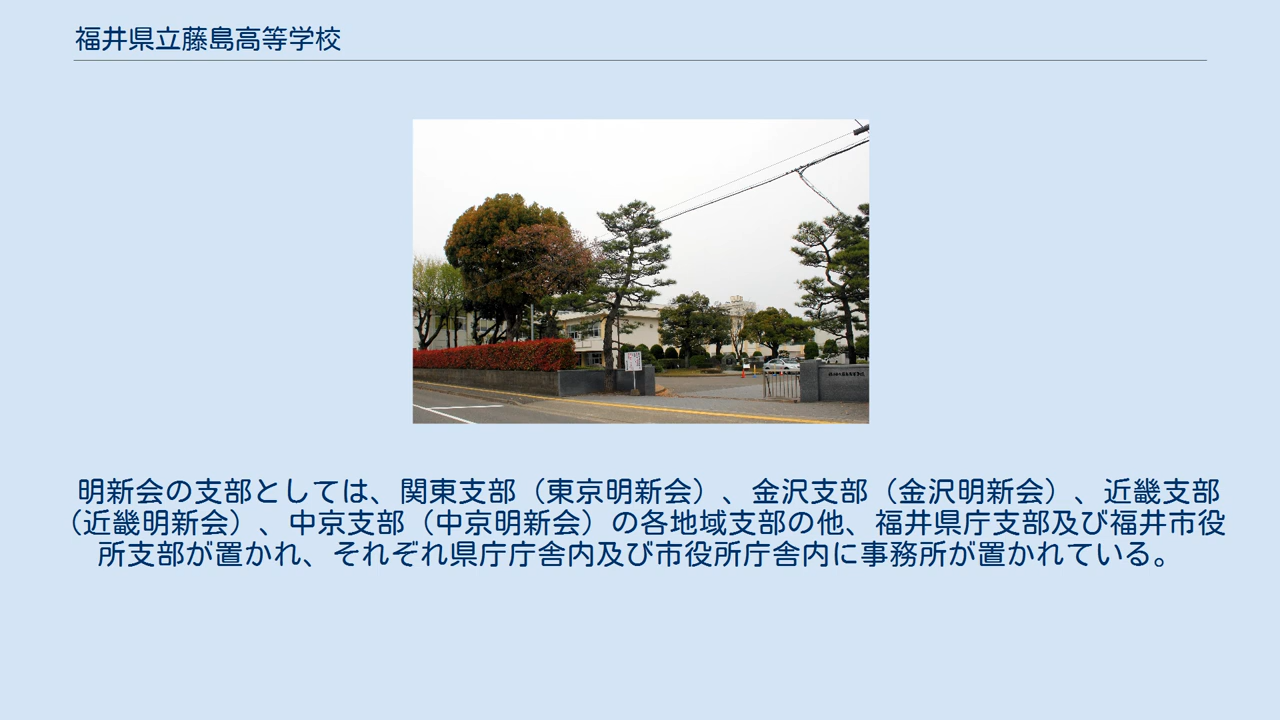 福井県立藤島高等学校
明新会の支部としては、関東支部（東京明新会）、金沢支部（金沢明新会）、近畿支部
（近畿明新会）、中京支部（中京明新会）の各地域支部の他、福井県庁支部及び福井市役
所支部が置かれ、それぞれ県庁庁舎内及び市役所庁舎内に事務所が置かれている。